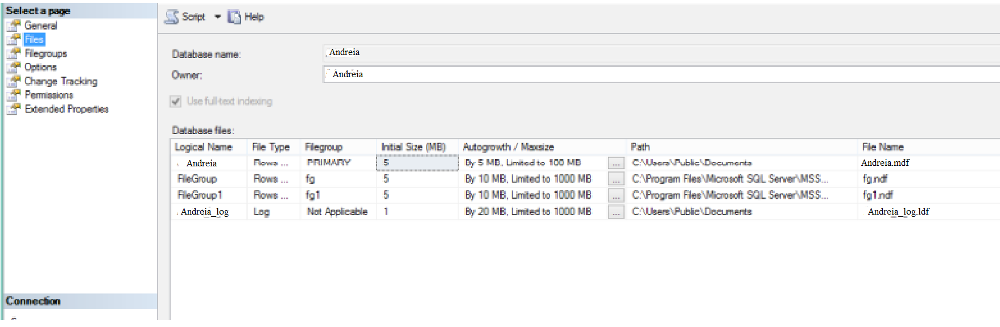 Select a page
General
Files
Filegroups
Options
Change Tracking
Permissions
Extended Properties
Connection
Script Help
Database name: Andreia
Owner: Andreia
Use full-text indexing
Database files:
Logical Name File Type Filegroup Initial Size (MB) Autogrowth / Maxsize Path File Name
Andreia Rows ... PRIMARY 5 By 5 MB, Limited to 100 MB ... C:\Users\Public\Documents Andreia.mdf
FileGroup Rows ... fg 5 By 10 MB, Limited to 1000 MB ... C:\Program Files\Microsoft SQL Server\MSS... fg.ndf
FileGroup1 Rows ... fg1 5 By 10 MB, Limited to 1000 MB ... C:\Program Files\Microsoft SQL Server\MSS... fg1.ndf
Andreia_log Log Not Applicable 1 By 20 MB, Limited to 1000 MB ... C:\Users\Public\Documents Andreia_log.ldf